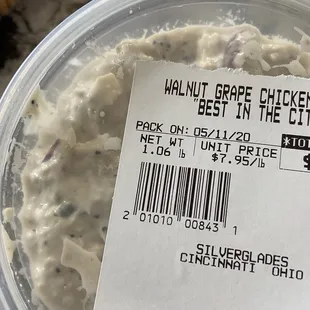 WALNUT GRAPE CHICKEN
"BEST IN THE
PACK ON: 05/11/20
NET WT
1.06 lb
UNIT PRICE
$7.95/lb
$
2 01010 00843 1
SILVERGLADES
CINCINNATI OHIO